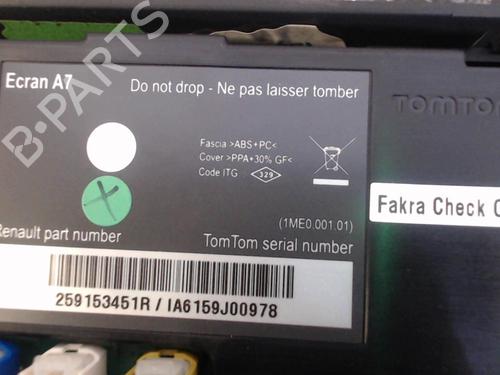 B-PARTS
Ecran A7
Do not drop - Ne pas laisser tomber
TOMTO
Fascia >ABS+PC<
Cover >PPA+30% GF<
Code ITG 329
Fakra Check O
(1ME0.001.01)
Renault part number
TomTom serial number
259153451R / IA6159J00978